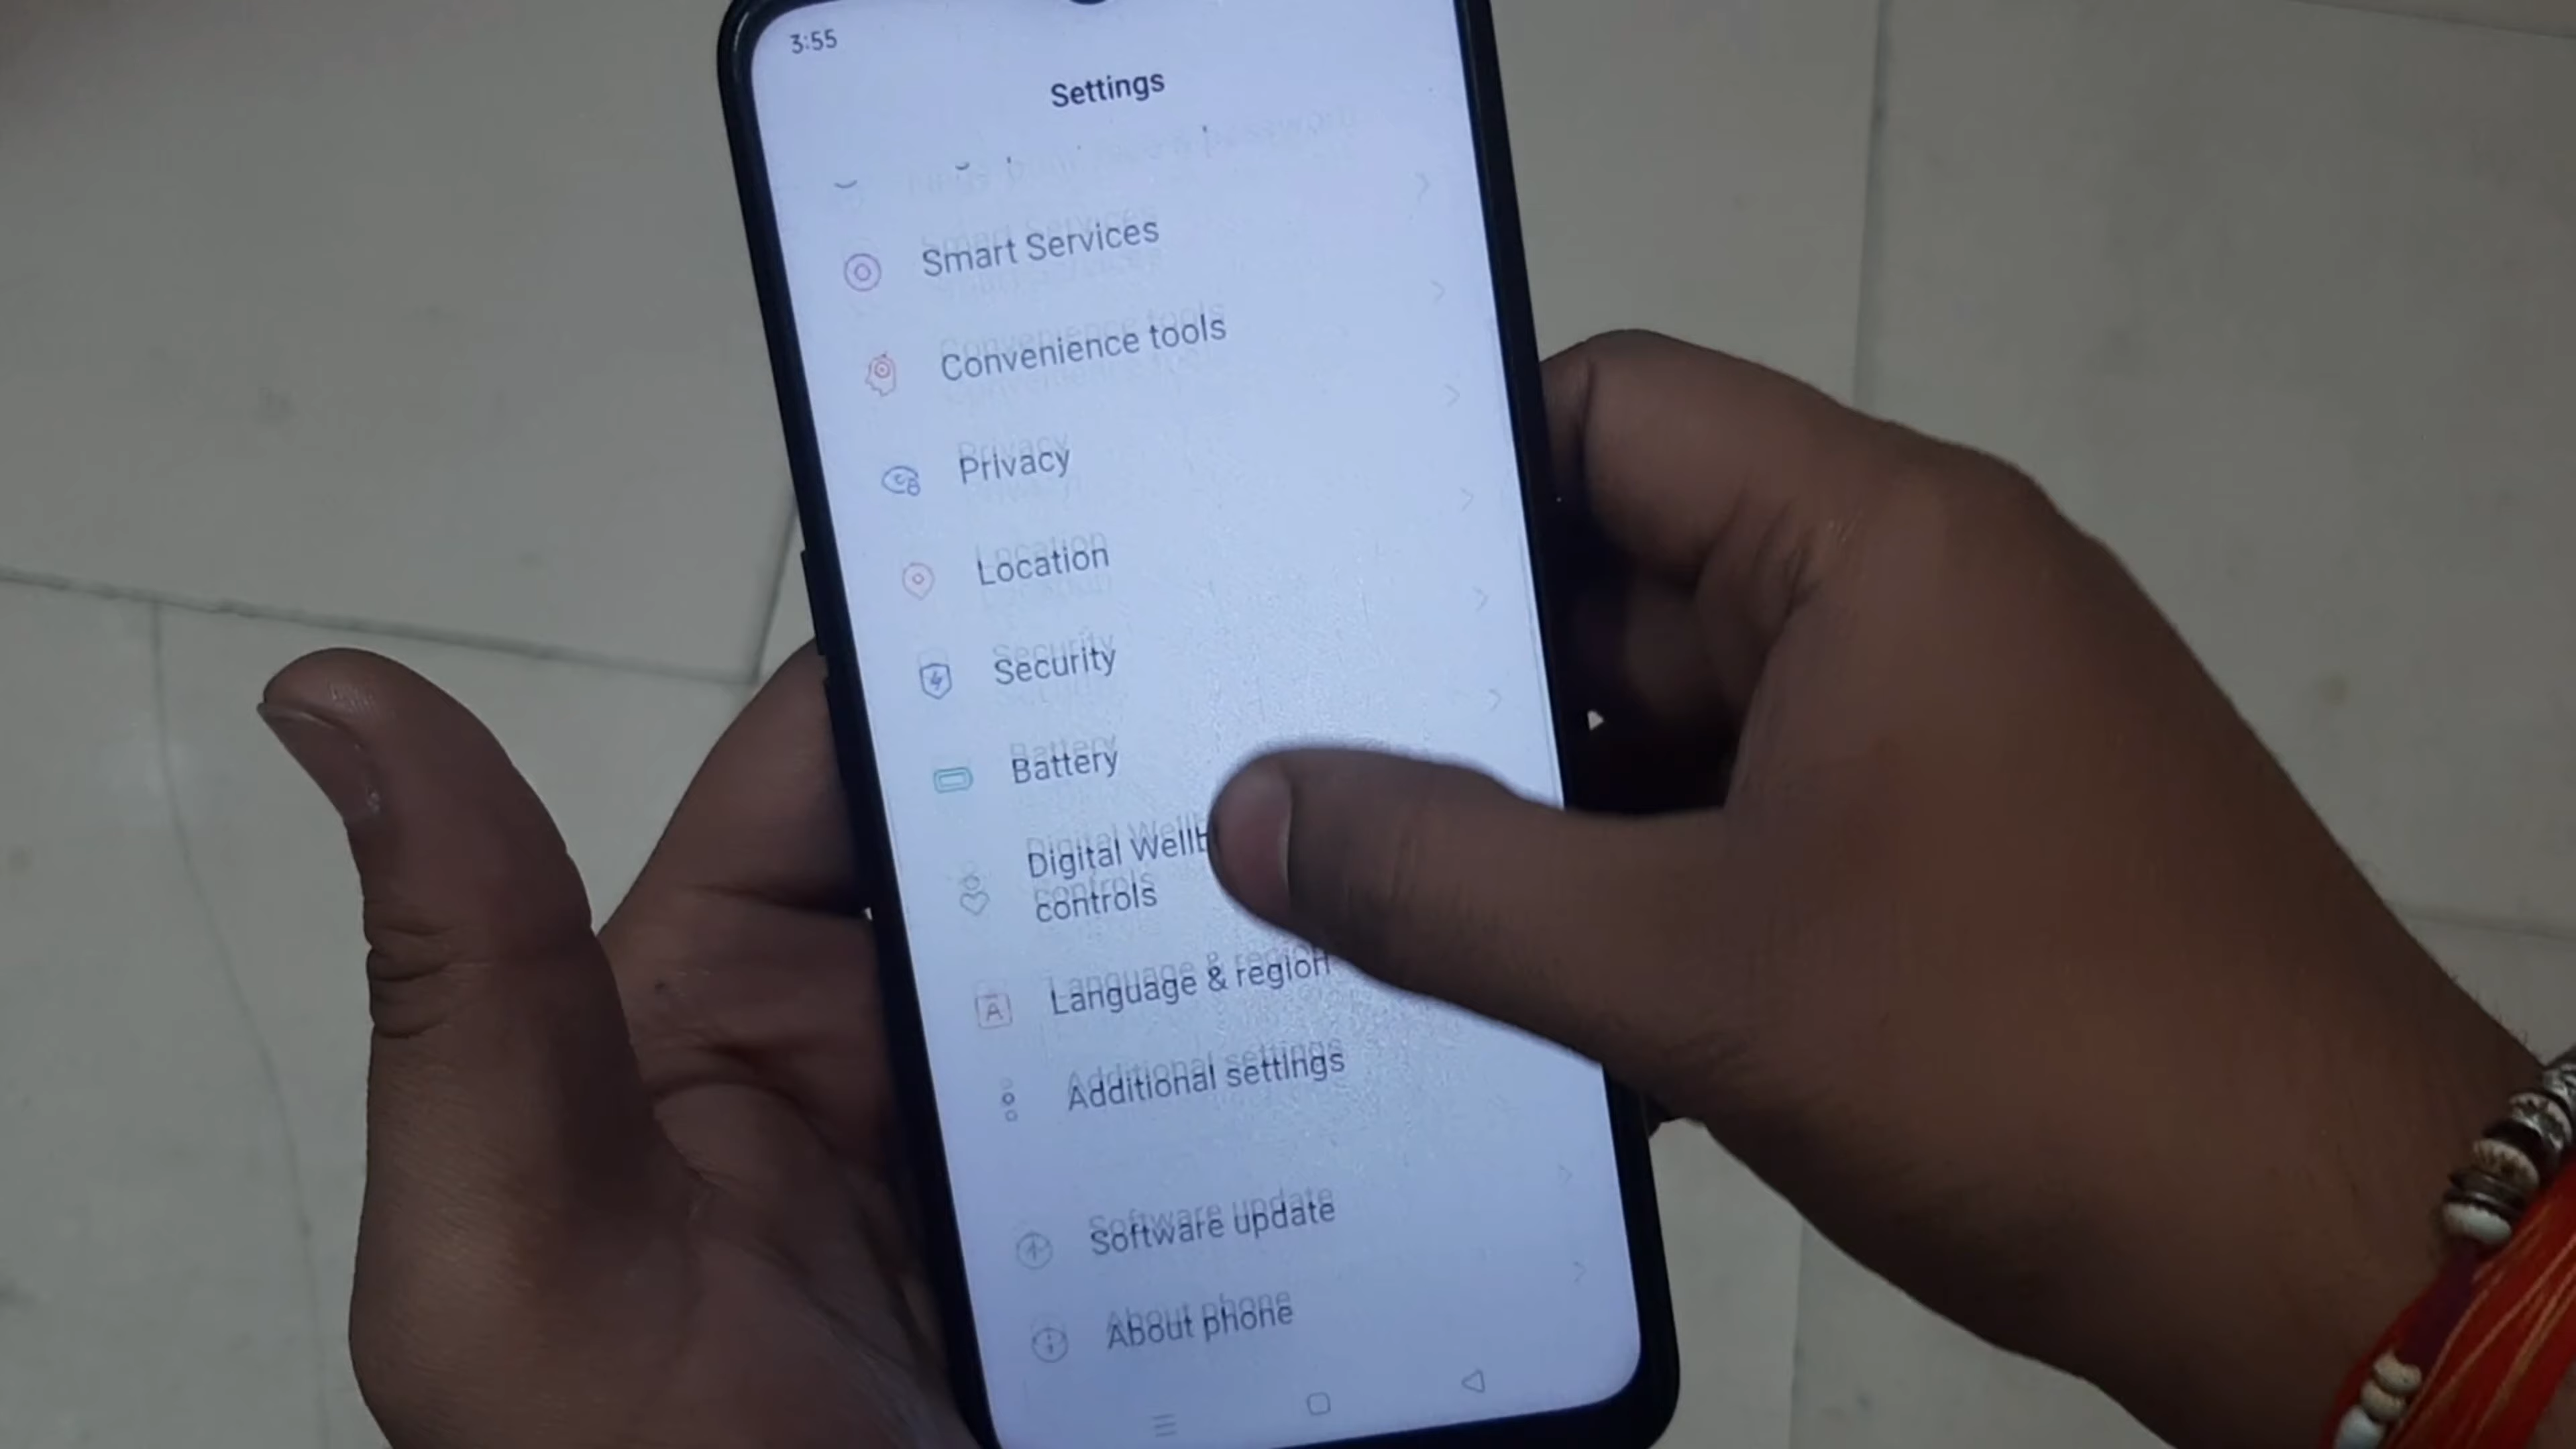 3:55
Settings
Smart Services
Convenience tools
Privacy
Location
Security
Battery
Digital
controls
Language & region
Additional settings
Software update
About phone